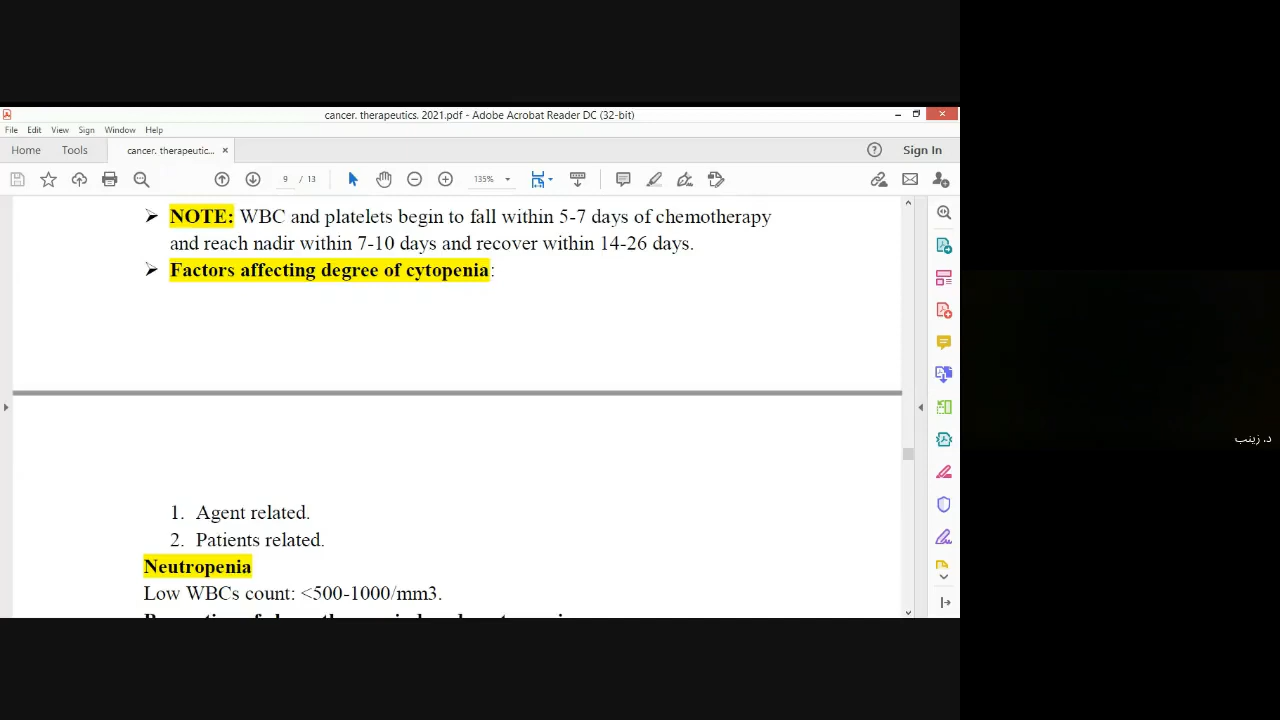 cancer. therapeutics. 2021.pdf - Adobe Acrobat Reader DC (32-bit)
File Edit View Sign Window Help
Home Tools cancer. therapeutic... × Sign In
9 / 13 135%
➢ NOTE: WBC and platelets begin to fall within 5-7 days of chemotherapy
and reach nadir within 7-10 days and recover within 14-26 days.
➢ Factors affecting degree of cytopenia:
1. Agent related.
2. Patients related.
Neutropenia
Low WBCs count: <500-1000/mm3.
د. زينب